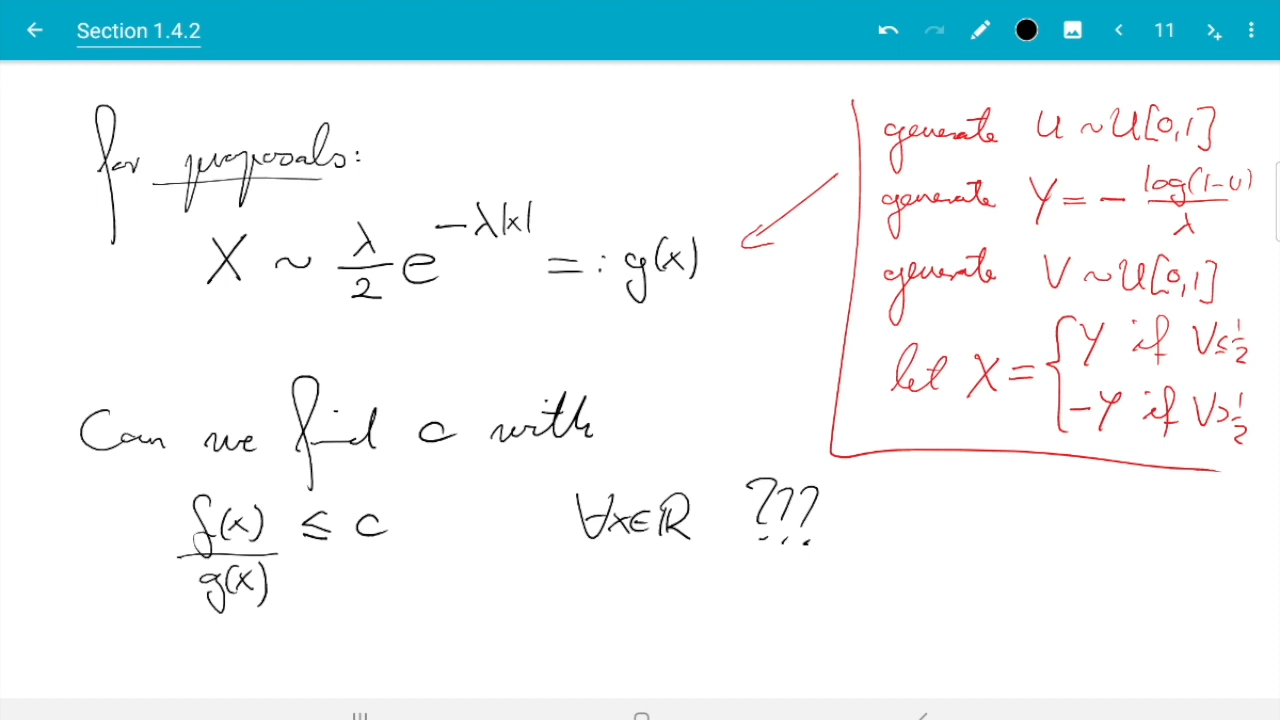 Section 1.4.2
11
for proposals:
X ~ λ/2 e^{-λ|x|} =: g(x)
Can we find c with
f(x)/g(x) ≤ c ∀x∈ℝ ???
generate U ~ U[0,1]
generate Y = - log(1-U)/λ
generate V ~ U[0,1]
let X = { Y if V ≤ 1/2
-Y if V > 1/2